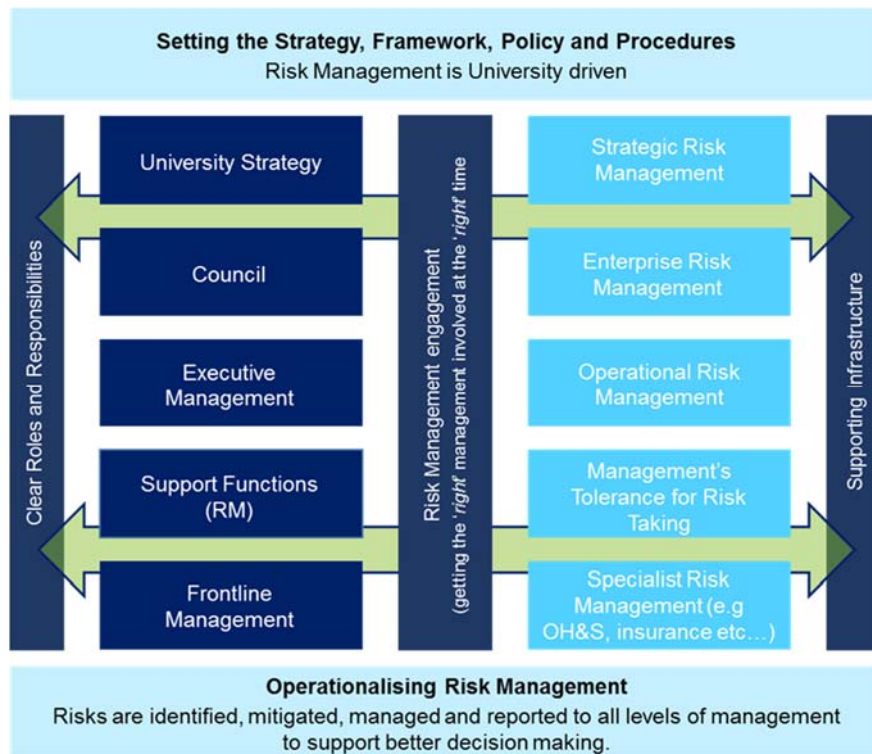 Setting the Strategy, Framework, Policy and Procedures
Risk Management is University driven
Clear Roles and Responsibilities
University Strategy
Council
Executive
Management
Support Functions
(RM)
Frontline
Management
Risk Management engagement
(getting the ‘right’ management involved at the ‘right’ time
Strategic Risk
Management
Enterprise Risk
Management
Operational Risk
Management
Management’s
Tolerance for Risk
Taking
Specialist Risk
Management (e.g
OH&S, insurance etc…)
Supporting Infrastructure
Operationalising Risk Management
Risks are identified, mitigated, managed and reported to all levels of management
to support better decision making.